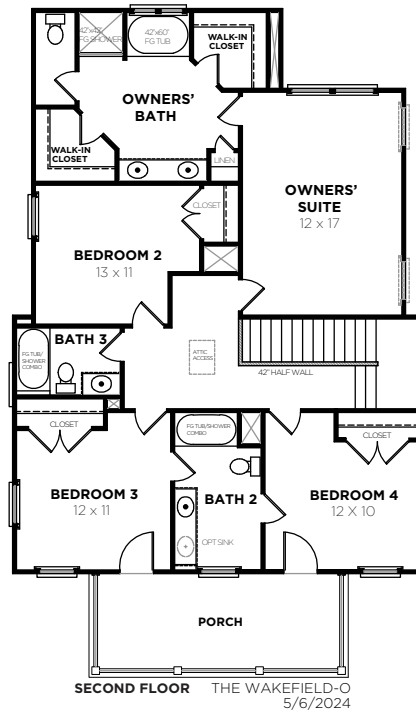 42"x42"
FG SHOWER
42"x60"
FG TUB
WALK-IN
CLOSET
OWNERS'
BATH
WALK-IN
CLOSET
LINEN
OWNERS'
SUITE
12 x 17
CLOSET
BEDROOM 2
13 x 11
BATH 3
FG TUB/
SHOWER
COMBO
ATTIC
ACCESS
42" HALF WALL
CLOSET
FG TUB/SHOWER
COMBO
CLOSET
BEDROOM 3
12 x 11
BATH 2
BEDROOM 4
12 X 10
OPT SINK
PORCH
SECOND FLOOR THE WAKEFIELD-O
5/6/2024